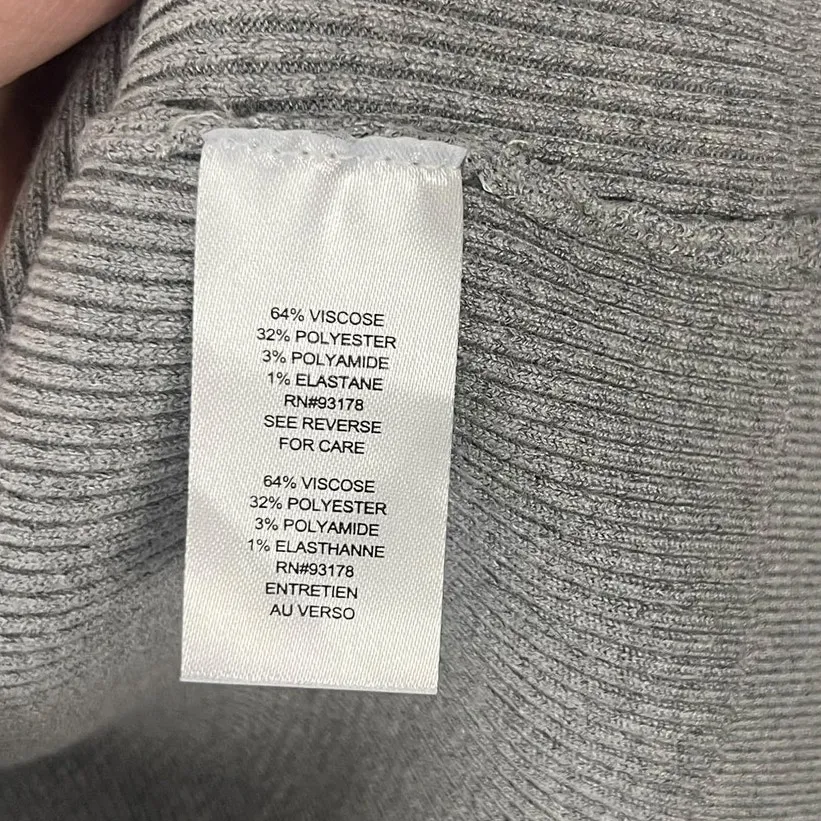 64% VISCOSE
32% POLYESTER
3% POLYAMIDE
1% ELASTANE
RN#93178
SEE REVERSE
FOR CARE
64% VISCOSE
32% POLYESTER
3% POLYAMIDE
1% ELASTHANNE
RN#93178
ENTRETIEN
AU VERSO